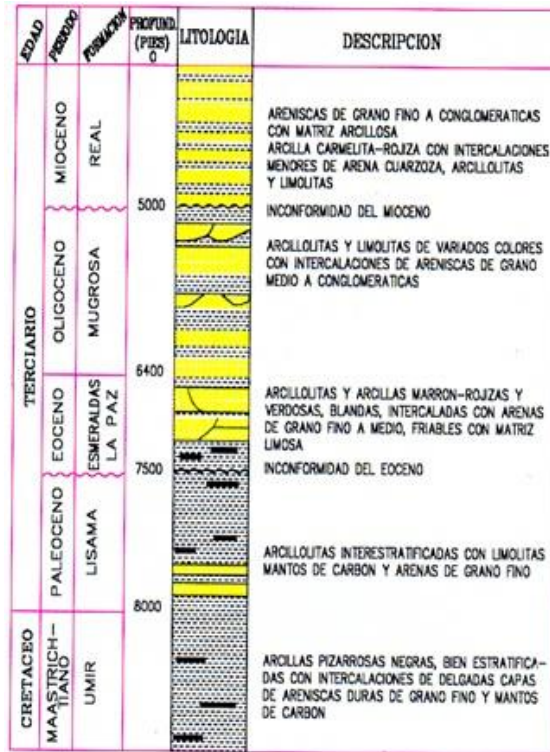 EDAD
PERIODO
FORMACION
PROFUND.
(PIES)
0
LITOLOGIA
DESCRIPCION
TERCIARIO
MIOCENO
REAL
ARENISCAS DE GRANO FINO A CONGLOMERATICAS
CON MATRIZ ARCILLOSA
ARCILLA CARMELITA-ROJIZA CON INTERCALACIONES
MENORES DE ARENA CUARZOZA, ARCILLOLITAS
Y LIMOLITAS
5000
INCONFORMIDAD DEL MIOCENO
OLIGOCENO
MUGROSA
ARCILLOLITAS Y LIMOLITAS DE VARIADOS COLORES
CON INTERCALACIONES DE ARENISCAS DE GRANO
MEDIO A CONGLOMERATICAS
6400
EOCENO
ESMERALDAS
LA PAZ
ARCILLOLITAS Y ARCILLAS MARRON-ROJIZAS Y
VERDOSAS, BLANDAS, INTERCALADAS CON ARENAS
DE GRANO FINO A MEDIO, FRIABLES CON MATRIZ
LIMOSA
7500
INCONFORMIDAD DEL EOCENO
PALEOCENO
LISAMA
ARCILLOLITAS INTERESTRATIFICADAS CON LIMOLITAS
MANTOS DE CARBON Y ARENAS DE GRANO FINO
8000
CRETACEO
MAASTRICH-
TIANO
UMIR
ARCILLAS PIZARROSAS NEGRAS, BIEN ESTRATIFICA-
DAS CON INTERCALACIONES DE DELGADAS CAPAS
DE ARENISCAS DURAS DE GRANO FINO Y MANTOS
DE CARBON